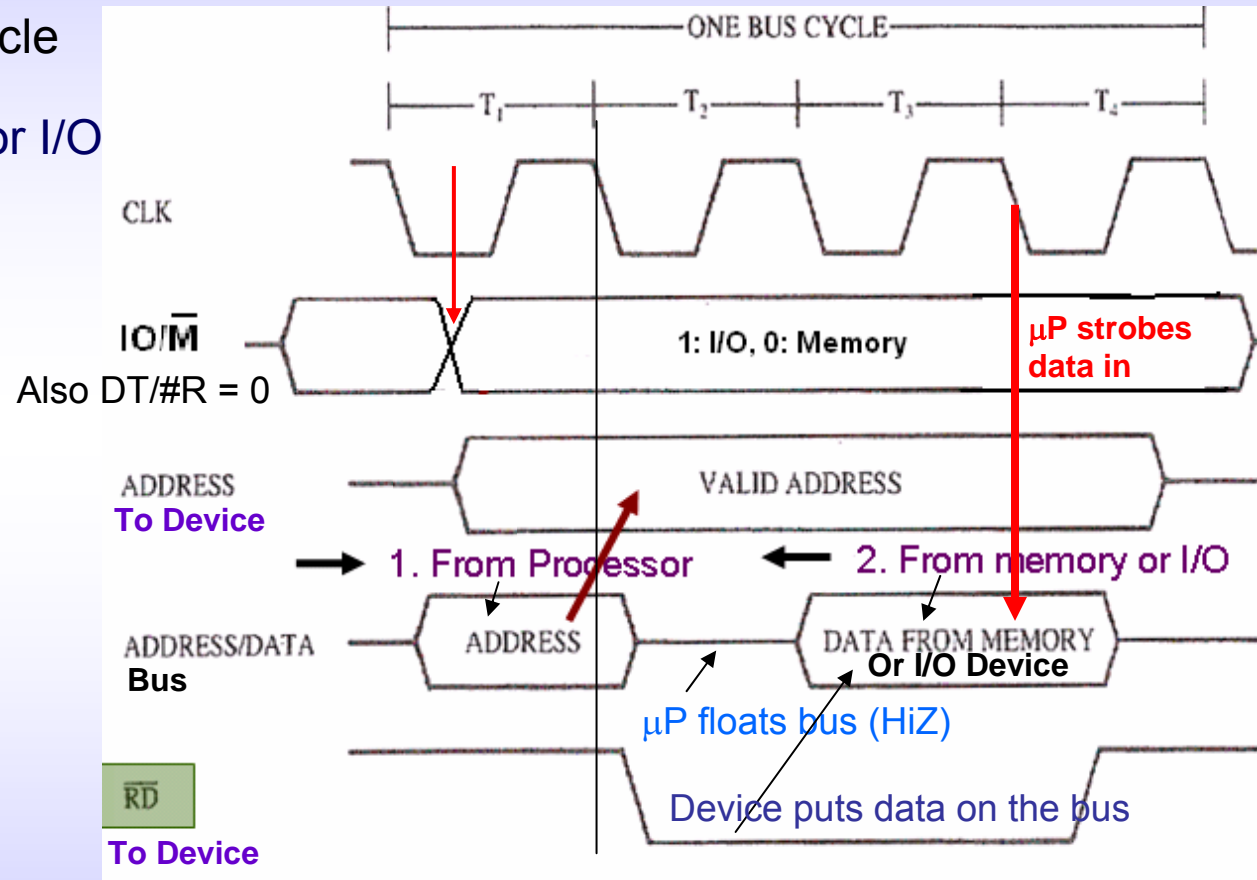 cle
ONE BUS CYCLE
or I/O
T₁ T₂ T₃ T₄
CLK
IO/M̅
1: I/O, 0: Memory
μP strobes
data in
Also DT/#R = 0
ADDRESS
To Device
VALID ADDRESS
1. From Processor
2. From memory or I/O
ADDRESS/DATA
Bus
ADDRESS
DATA FROM MEMORY
Or I/O Device
μP floats bus (HiZ)
R̅D̅
Device puts data on the bus
To Device